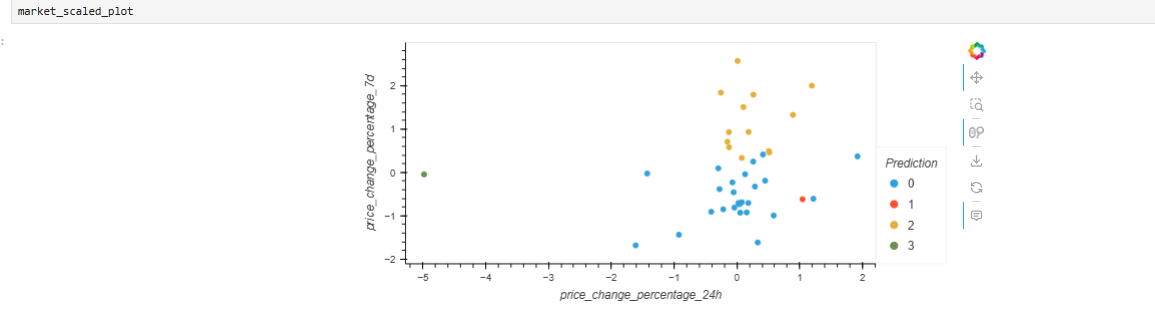 market_scaled_plot
:
price_change_percentage_7d
2
1
0
−1
−2
−5 −4 −3 −2 −1 0 1 2
price_change_percentage_24h
Prediction
0
1
2
3